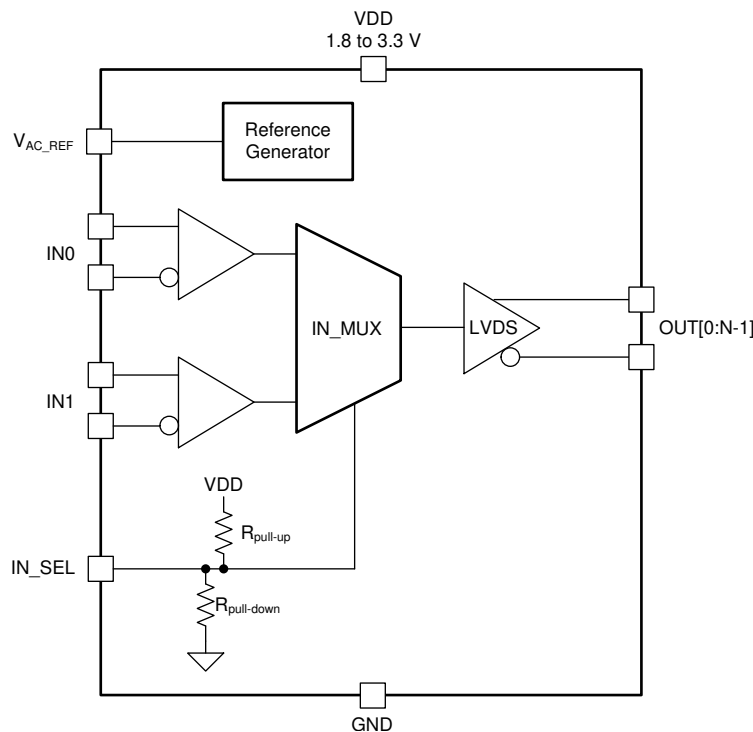 VDD
1.8 to 3.3 V
V_AC_REF
Reference
Generator
IN0
IN_MUX
LVDS
OUT[0:N-1]
IN1
VDD
R_pull-up
IN_SEL
R_pull-down
GND